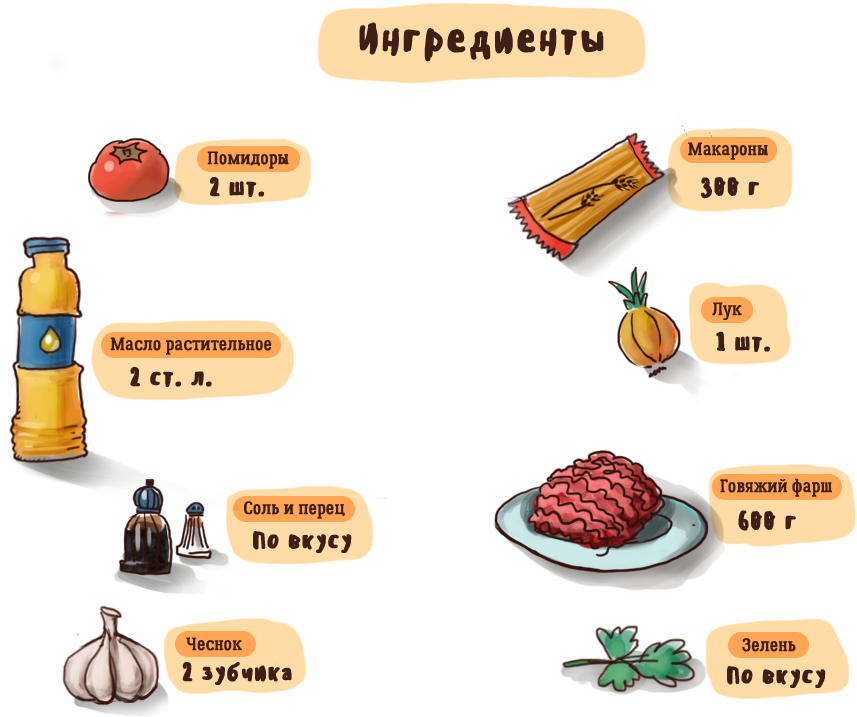 Ингредиенты
Помидоры
2 шт.
Макароны
300 г
Масло растительное
2 ст. л.
Лук
1 шт.
Соль и перец
По вкусу
Говяжий фарш
600 г
Чеснок
2 зубчика
Зелень
По вкусу